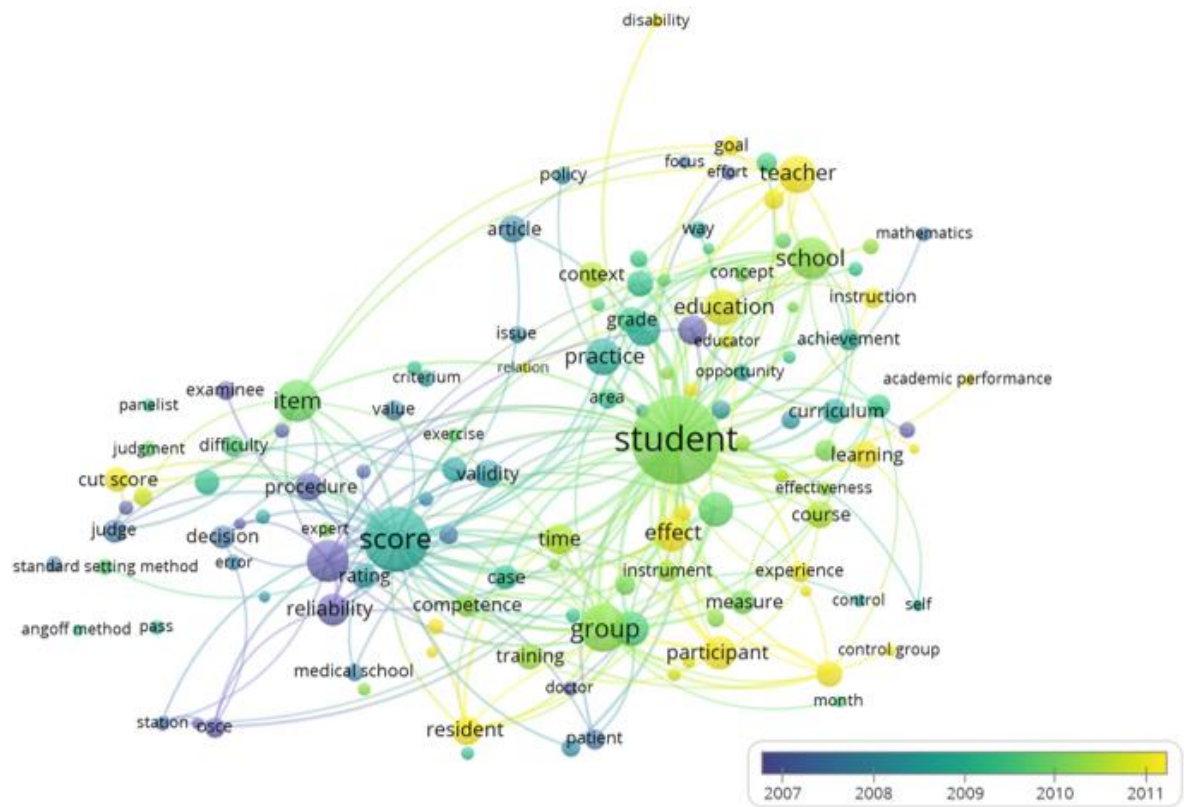 disability
goal
focus
effort
teacher
policy
article
way
mathematics
school
context
concept
education
instruction
grade
issue
educator
achievement
practice
relation
opportunity
academic performance
criterium
examinee
item
panelist
value
area
curriculum
student
exercise
judgment
difficulty
learning
cut score
procedure
validity
effectiveness
course
judge
decision
expert
score
time
effect
standard setting method
error
rating
case
instrument
experience
reliability
competence
measure
control
self
angoff method
pass
group
training
participant
control group
medical school
doctor
month
station
osce
resident
patient
2007
2008
2009
2010
2011